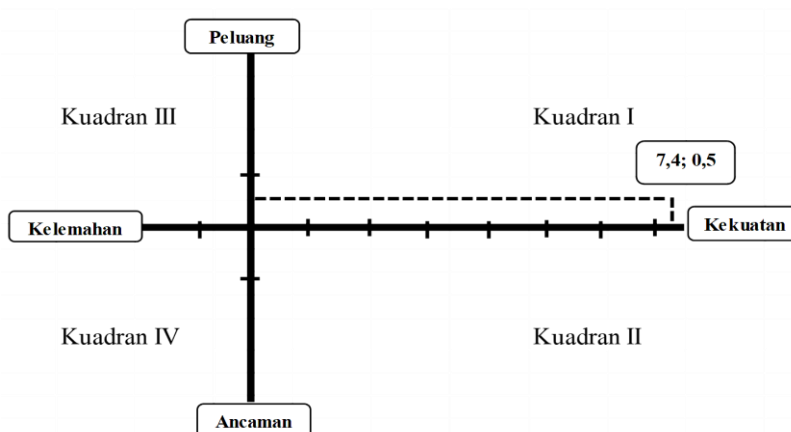 Peluang
Kuadran III
Kuadran I
7,4; 0,5
Kelemahan
Kekuatan
Kuadran IV
Kuadran II
Ancaman